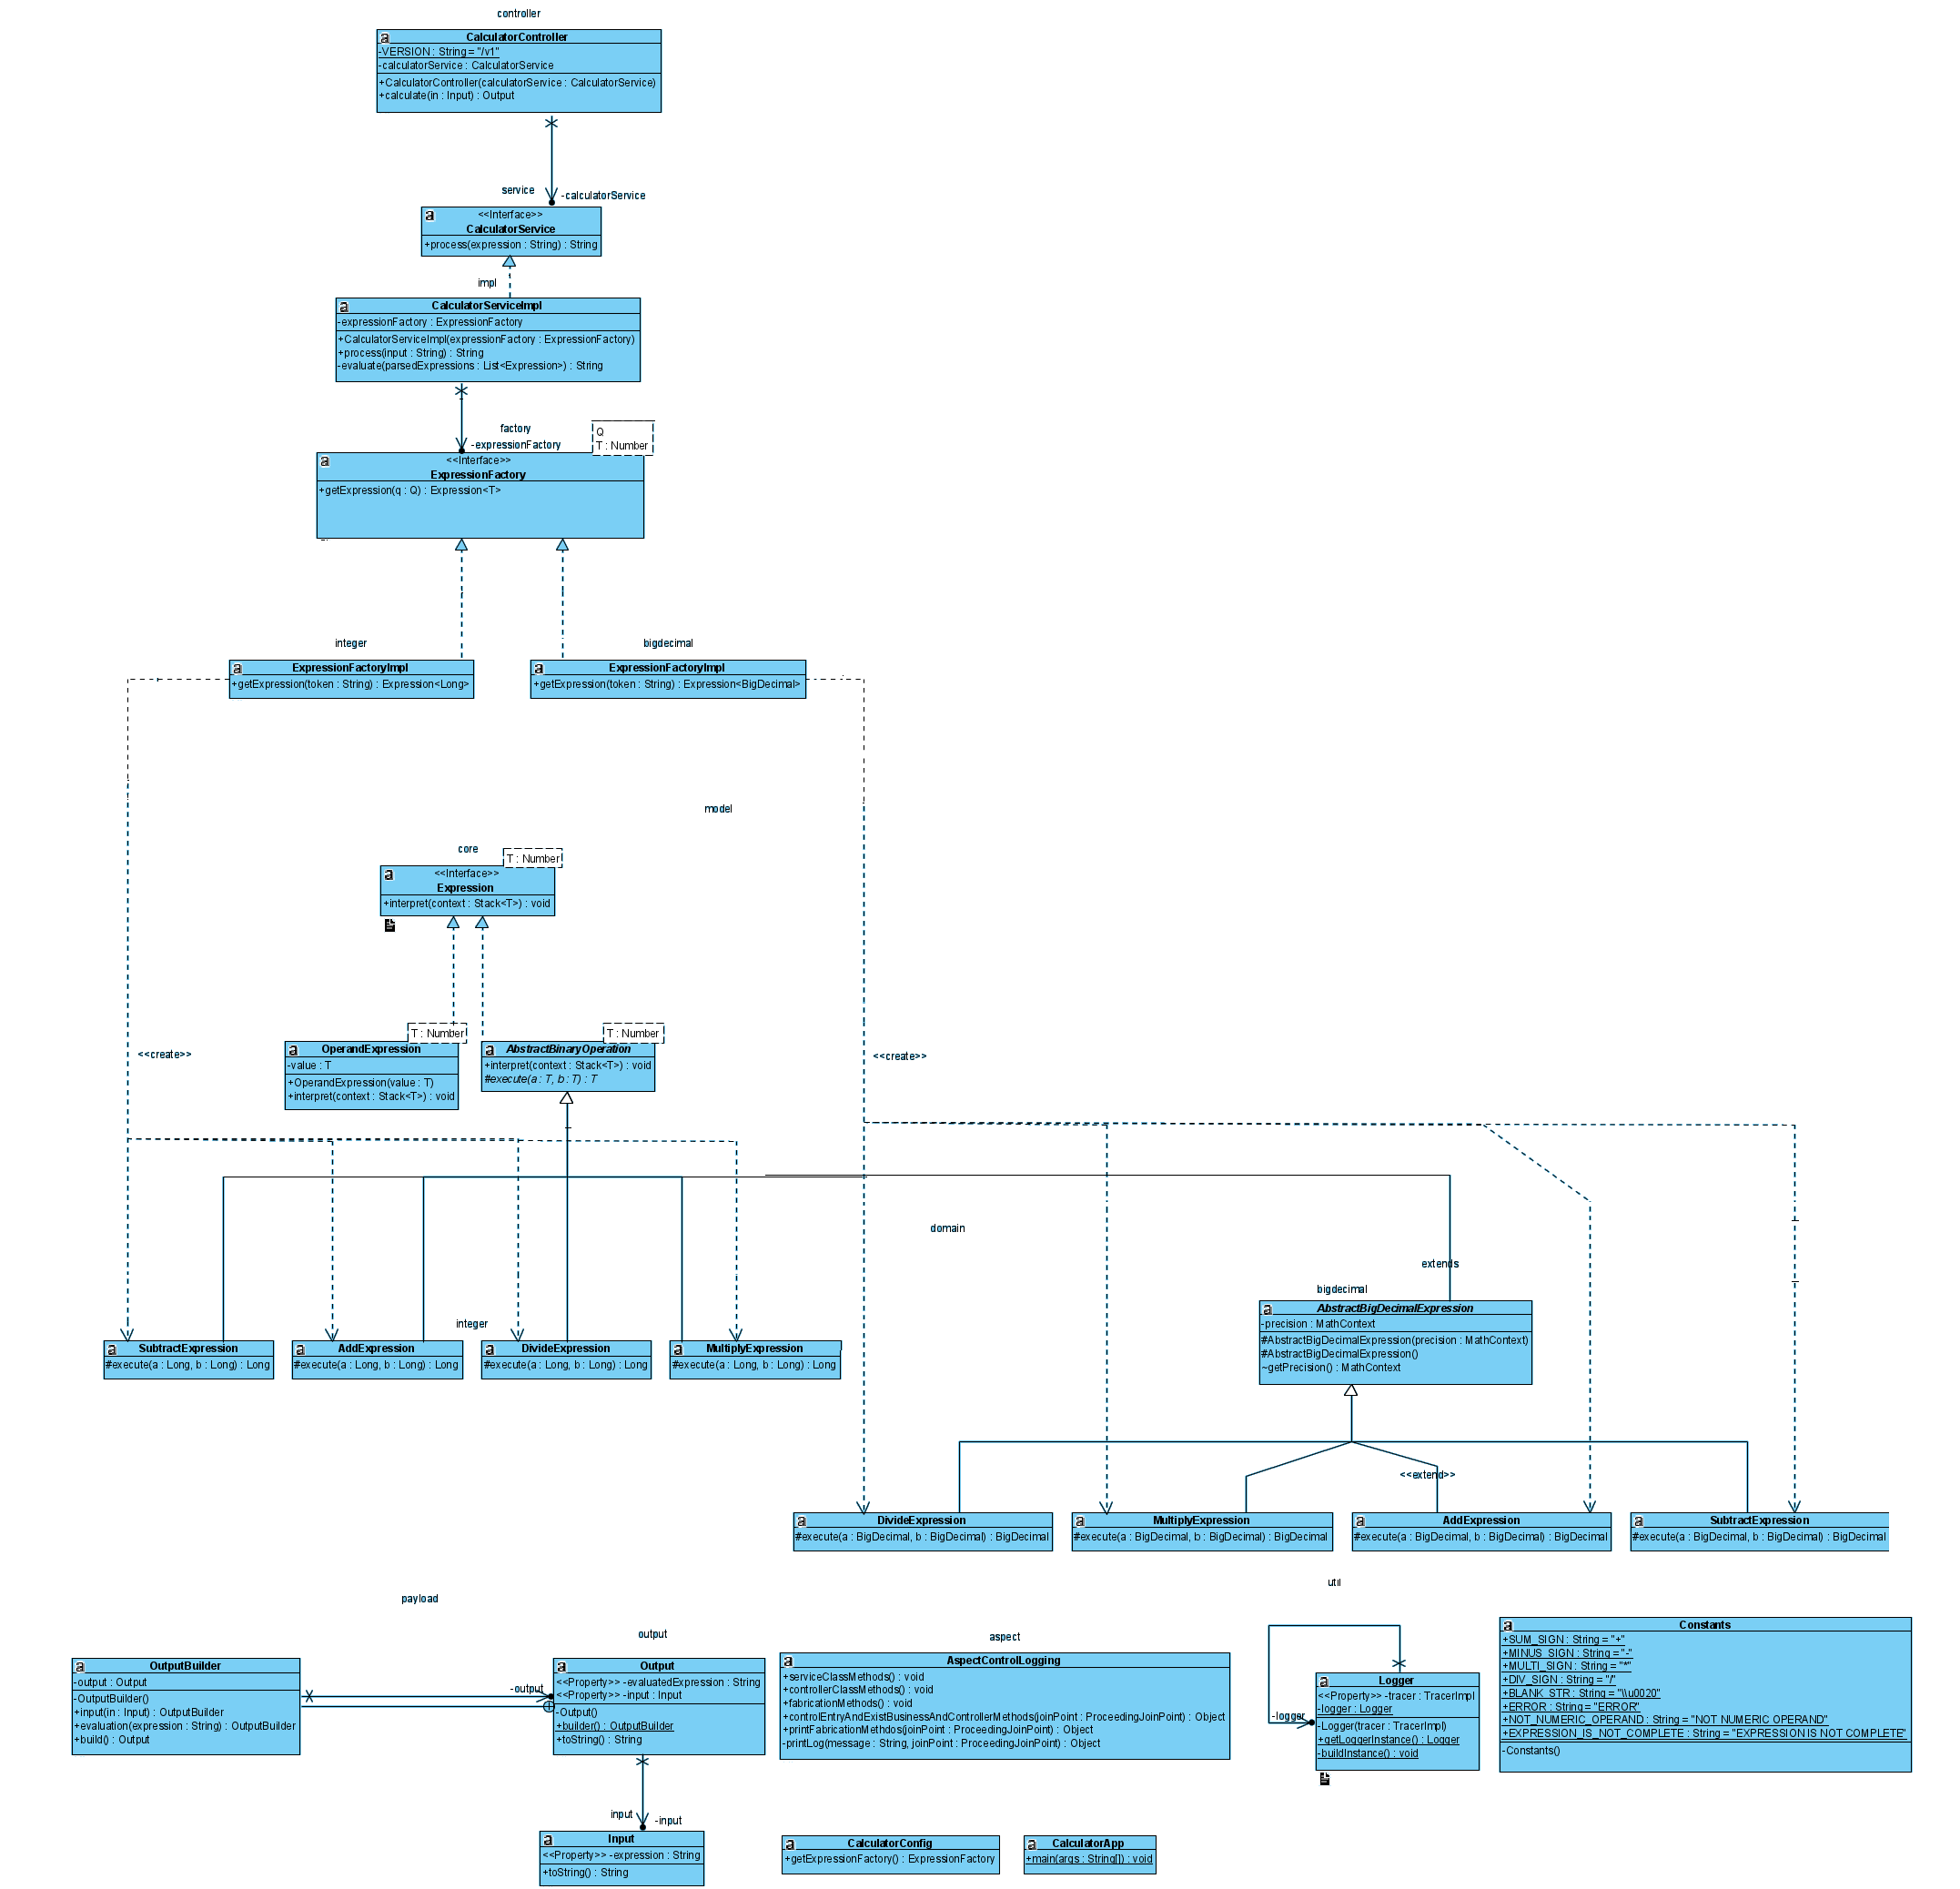 controller
CalculatorController
-VERSION : String = "/v1"
-calculatorService : CalculatorService
+CalculatorController(calculatorService : CalculatorService)
+calculate(in : Input) : Output
service
-calculatorService
<<Interface>>
CalculatorService
+process(expression : String) : String
impl
CalculatorServiceImpl
-expressionFactory : ExpressionFactory
+CalculatorServiceImpl(expressionFactory : ExpressionFactory)
+process(input : String) : String
-evaluate(parsedExpressions : List<Expression>) : String
factory
-expressionFactory
Q
T : Number
<<Interface>>
ExpressionFactory
+getExpression(q : Q) : Expression<T>
integer
ExpressionFactoryImpl
+getExpression(token : String) : Expression<Long>
bigdecimal
ExpressionFactoryImpl
+getExpression(token : String) : Expression<BigDecimal>
model
core
T : Number
<<Interface>>
Expression
+interpret(context : Stack<T>) : void
<<create>>
T : Number
OperandExpression
-value : T
+OperandExpression(value : T)
+interpret(context : Stack<T>) : void
T : Number
AbstractBinaryOperation
+interpret(context : Stack<T>) : void
#execute(a : T, b : T) : T
<<create>>
domain
extends
bigdecimal
AbstractBigDecimalExpression
-precision : MathContext
#AbstractBigDecimalExpression(precision : MathContext)
#AbstractBigDecimalExpression()
~getPrecision() : MathContext
integer
SubtractExpression
#execute(a : Long, b : Long) : Long
AddExpression
#execute(a : Long, b : Long) : Long
DivideExpression
#execute(a : Long, b : Long) : Long
MultiplyExpression
#execute(a : Long, b : Long) : Long
<<extend>>
DivideExpression
#execute(a : BigDecimal, b : BigDecimal) : BigDecimal
MultiplyExpression
#execute(a : BigDecimal, b : BigDecimal) : BigDecimal
AddExpression
#execute(a : BigDecimal, b : BigDecimal) : BigDecimal
SubtractExpression
#execute(a : BigDecimal, b : BigDecimal) : BigDecimal
payload
OutputBuilder
-output : Output
-OutputBuilder()
+input(in : Input) : OutputBuilder
+evaluation(expression : String) : OutputBuilder
+build() : Output
output
-output
Output
<<Property>> -evaluatedExpression : String
<<Property>> -input : Input
-Output()
+builder() : OutputBuilder
+toString() : String
input
-input
Input
<<Property>> -expression : String
+toString() : String
aspect
AspectControlLogging
+serviceClassMethods() : void
+controllerClassMethods() : void
+fabricationMethods() : void
+controlEntryAndExistBusinessAndControllerMethods(joinPoint : ProceedingJoinPoint) : Object
+printFabricationMethdos(joinPoint : ProceedingJoinPoint) : Object
-printLog(message : String, joinPoint : ProceedingJoinPoint) : Object
CalculatorConfig
+getExpressionFactory() : ExpressionFactory
CalculatorApp
+main(args : String[]) : void
util
-logger
Logger
<<Property>> -tracer : TracerImpl
-logger : Logger
-Logger(tracer : TracerImpl)
+getLoggerInstance() : Logger
-buildInstance() : void
Constants
+SUM_SIGN : String = "+"
+MINUS_SIGN : String = "-"
+MULTI_SIGN : String = "*"
+DIV_SIGN : String = "/"
+BLANK_STR : String = "\\u0020"
+ERROR : String = "ERROR"
+NOT_NUMERIC_OPERAND : String = "NOT NUMERIC OPERAND"
+EXPRESSION_IS_NOT_COMPLETE : String = "EXPRESSION IS NOT COMPLETE"
-Constants()